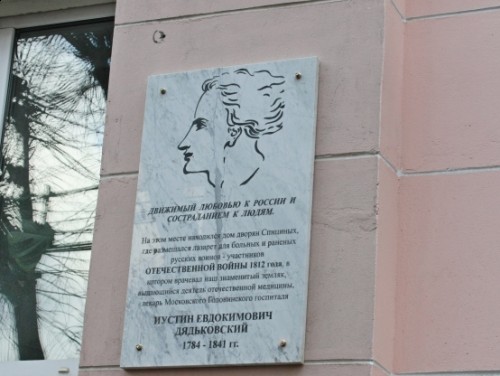 ДВИЖИМЫЙ ЛЮБОВЬЮ К РОССИИ И
СОСТРАДАНИЕМ К ЛЮДЯМ.
На этом месте находился дом дворян Спициных,
где размещался лазарет для больных и раненых
русских воинов - участников
ОТЕЧЕСТВЕННОЙ ВОЙНЫ 1812 года, в
котором врачевал наш знаменитый земляк,
выдающийся деятель отечественной медицины,
лекарь Московского Головинского госпиталя
ИУСТИН ЕВДОКИМОВИЧ
ДЯДЬКОВСКИЙ
1784 - 1841 гг.